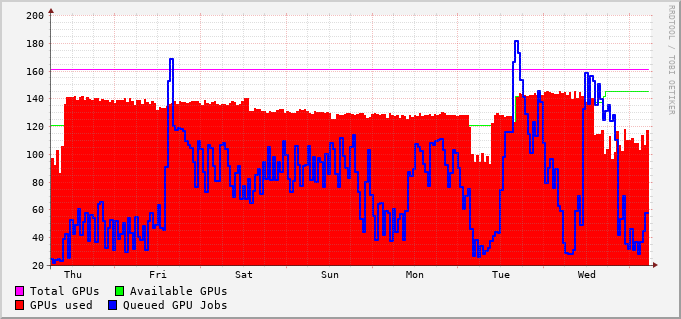 200
180
160
140
120
100
80
60
40
20
Thu Fri Sat Sun Mon Tue Wed
RRDTOOL / TOBI OETIKER
Total GPUs Available GPUs
GPUs used Queued GPU Jobs